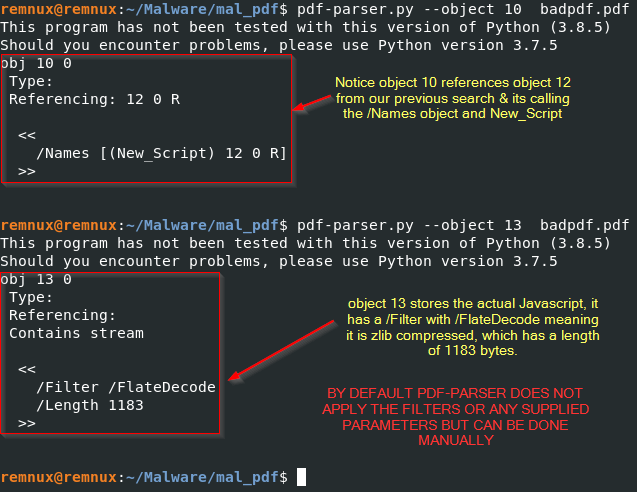 remnux@remnux:~/Malware/mal_pdf$ pdf-parser.py --object 10  badpdf.pdf
This program has not been tested with this version of Python (3.8.5)
Should you encounter problems, please use Python version 3.7.5
obj 10 0
Type:
Referencing: 12 0 R
<<
/Names [(New_Script) 12 0 R]
>>
Notice object 10 references object 12
from our previous search & its calling
the /Names object and New_Script
remnux@remnux:~/Malware/mal_pdf$ pdf-parser.py --object 13  badpdf.pdf
This program has not been tested with this version of Python (3.8.5)
Should you encounter problems, please use Python version 3.7.5
obj 13 0
Type:
Referencing:
Contains stream
<<
/Filter /FlateDecode
/Length 1183
>>
object 13 stores the actual Javascript, it
has a /Filter with /FlateDecode meaning
it is zlib compressed, which has a length
of 1183 bytes.
BY DEFAULT PDF-PARSER DOES NOT
APPLY THE FILTERS OR ANY SUPPLIED
PARAMETERS BUT CAN BE DONE
MANUALLY
remnux@remnux:~/Malware/mal_pdf$